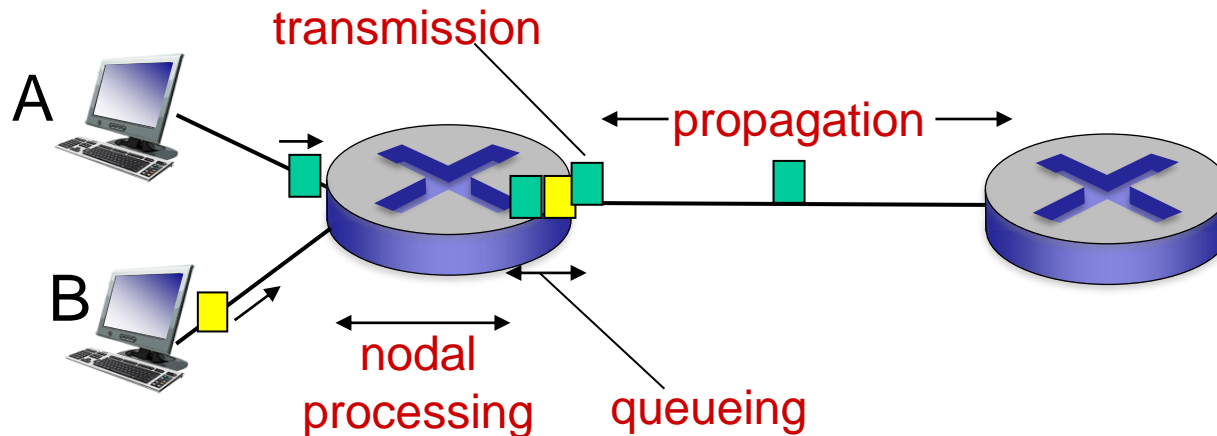 transmission
A
propagation
B
nodal
processing
queueing